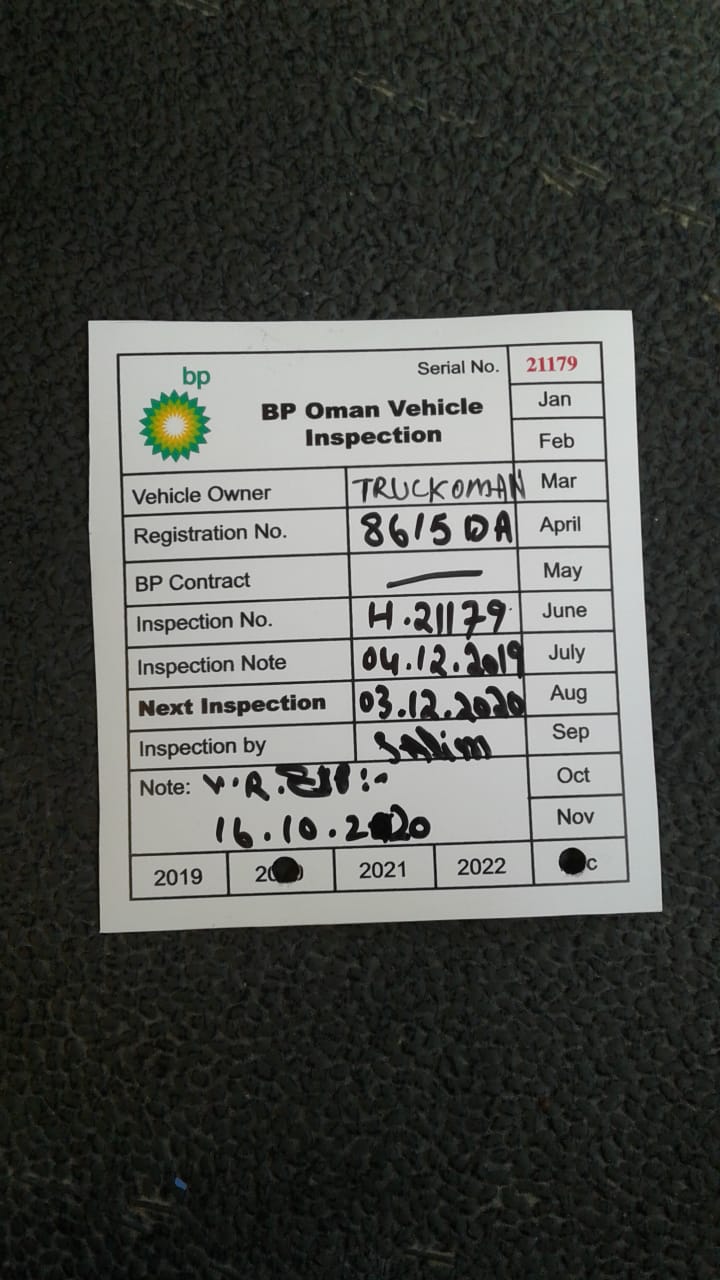 bp
Serial No. 21179
BP Oman Vehicle
Inspection
Jan
Feb
Vehicle Owner TRUCKOMAN Mar
Registration No. 8615 DA April
BP Contract — May
Inspection No. H.21179 June
Inspection Note 04.12.2019 July
Next Inspection 03.12.2020 Aug
Inspection by Salim Sep
Note: V.R. :- Oct
16.10.2020 Nov
2019 2021 2022